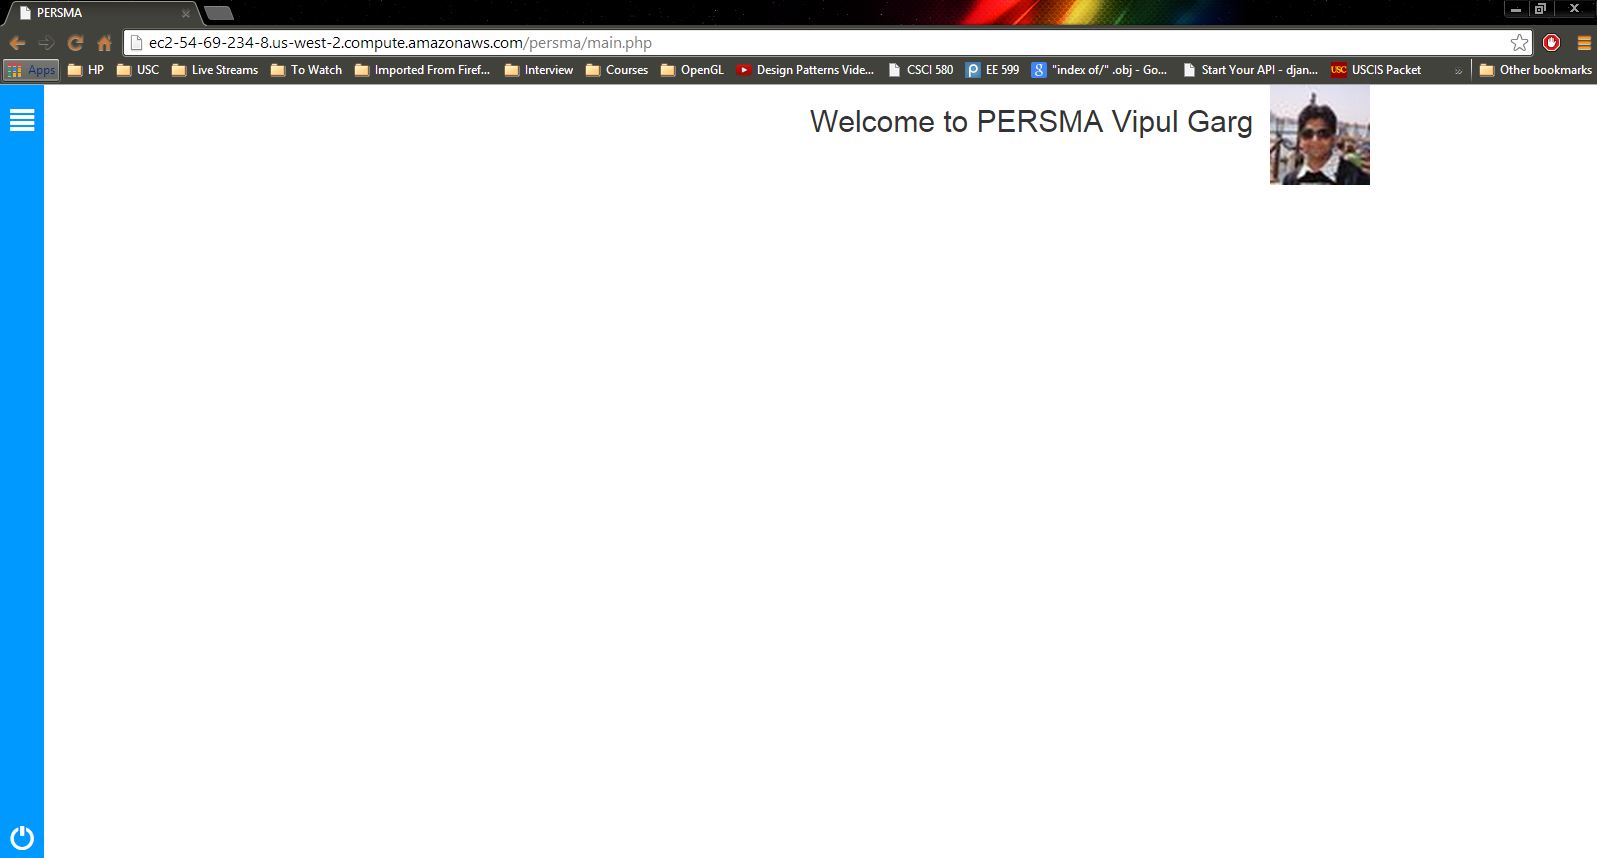 PERSMA
ec2-54-69-234-8.us-west-2.compute.amazonaws.com/persma/main.php
Apps HP USC Live Streams To Watch Imported From Firef... Interview Courses OpenGL Design Patterns Vide... CSCI 580 EE 599 "index of/" .obj - Go... Start Your API - djan... USC USCIS Packet » Other bookmarks
Welcome to PERSMA Vipul Garg